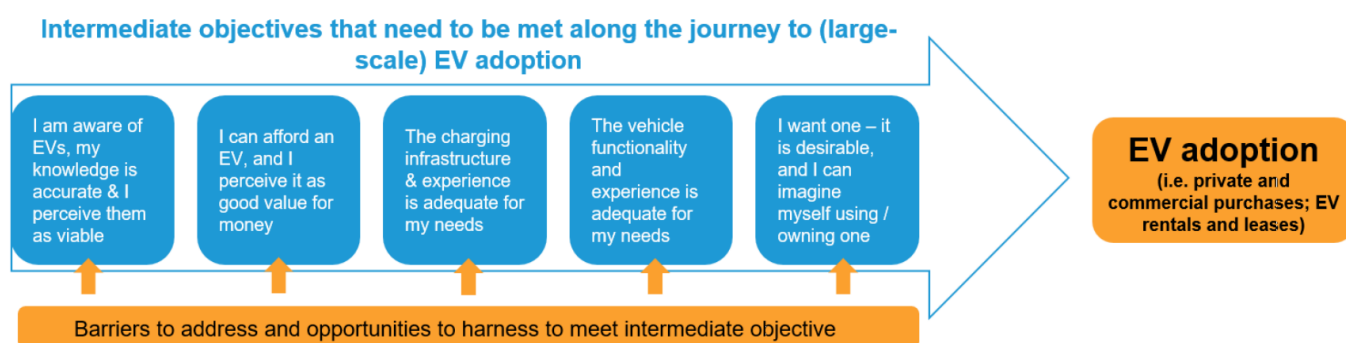 Intermediate objectives that need to be met along the journey to (large-
scale) EV adoption
I am aware of
EVs, my
knowledge is
accurate & I
perceive them
as viable
I can afford an
EV, and I
perceive it as
good value for
money
The charging
infrastructure
& experience
is adequate for
my needs
The vehicle
functionality
and
experience is
adequate for
my needs
I want one – it
is desirable,
and I can
imagine
myself using /
owning one
EV adoption
(i.e. private and
commercial purchases; EV
rentals and leases)
Barriers to address and opportunities to harness to meet intermediate objective